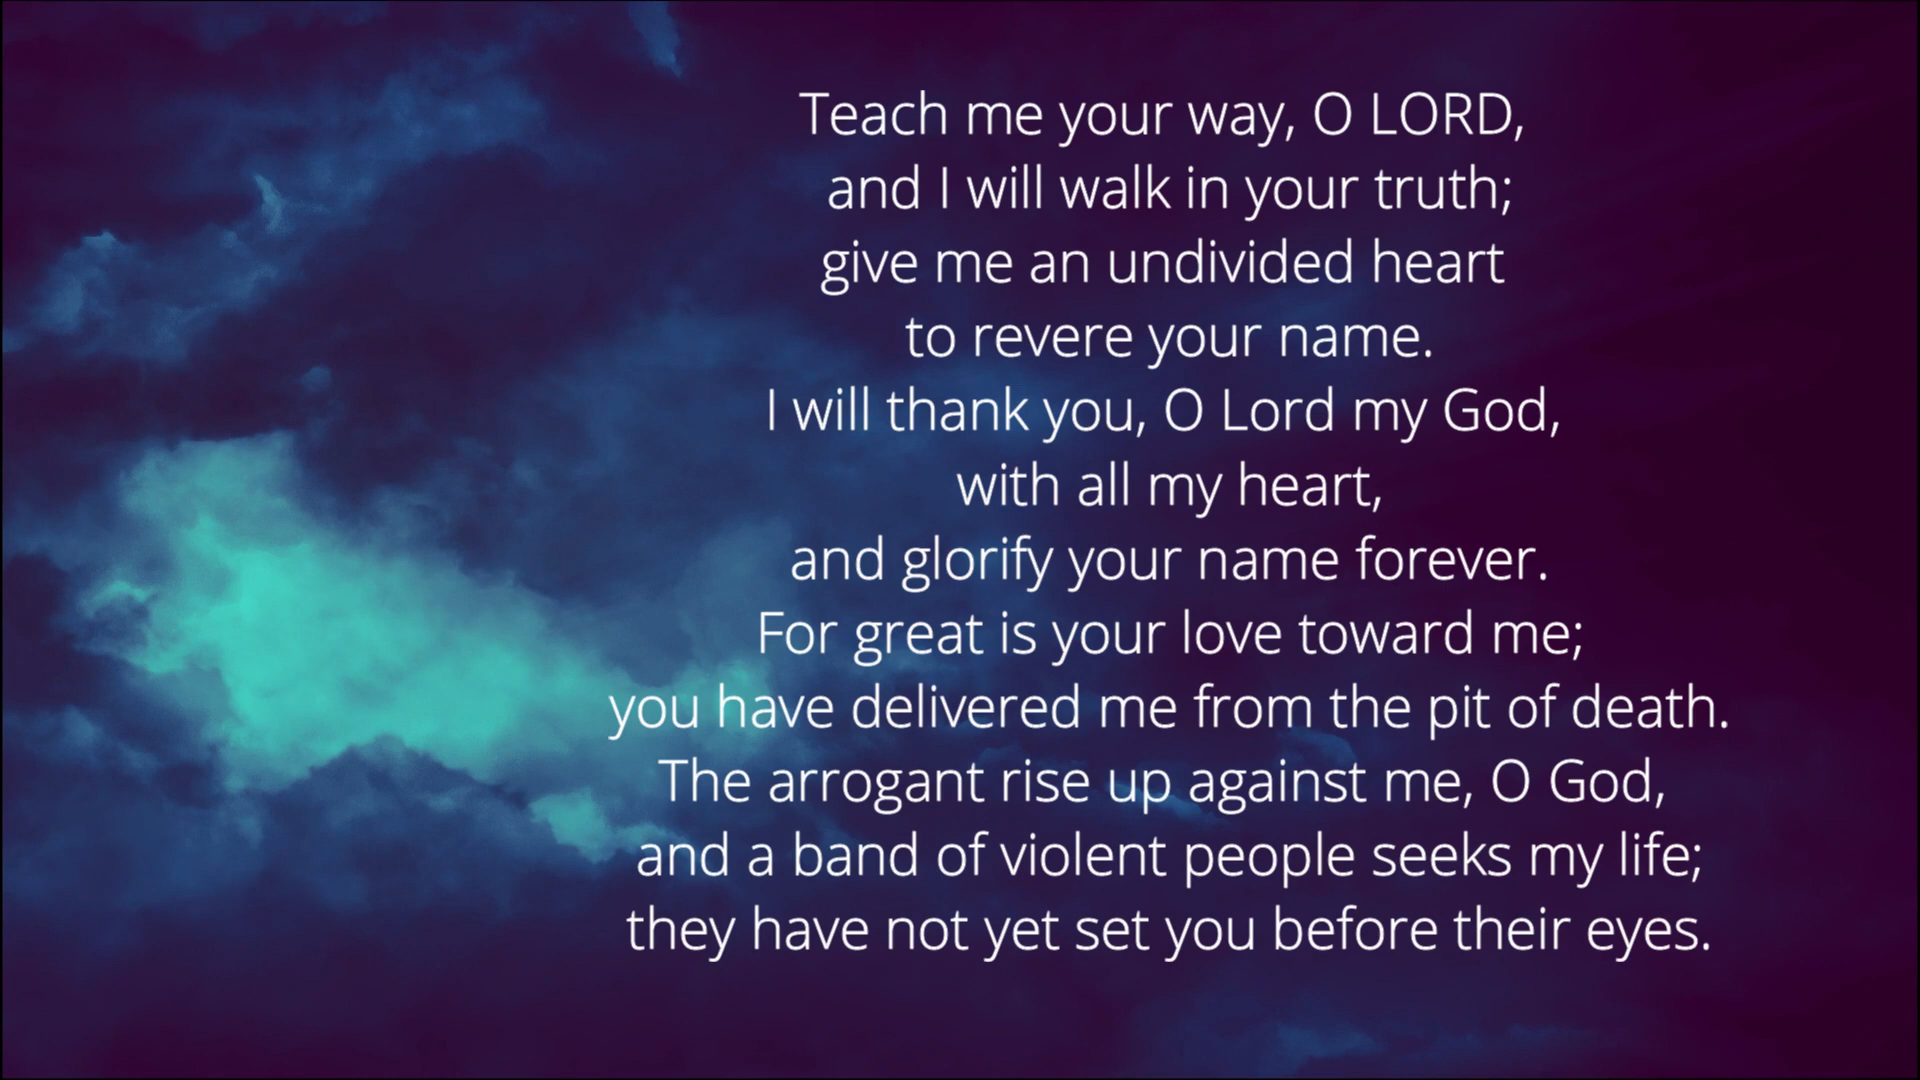 Teach me your way, O LORD,
and I will walk in your truth;
give me an undivided heart
to revere your name.
I will thank you, O Lord my God,
with all my heart,
and glorify your name forever.
For great is your love toward me;
you have delivered me from the pit of death.
The arrogant rise up against me, O God,
and a band of violent people seeks my life;
they have not yet set you before their eyes.